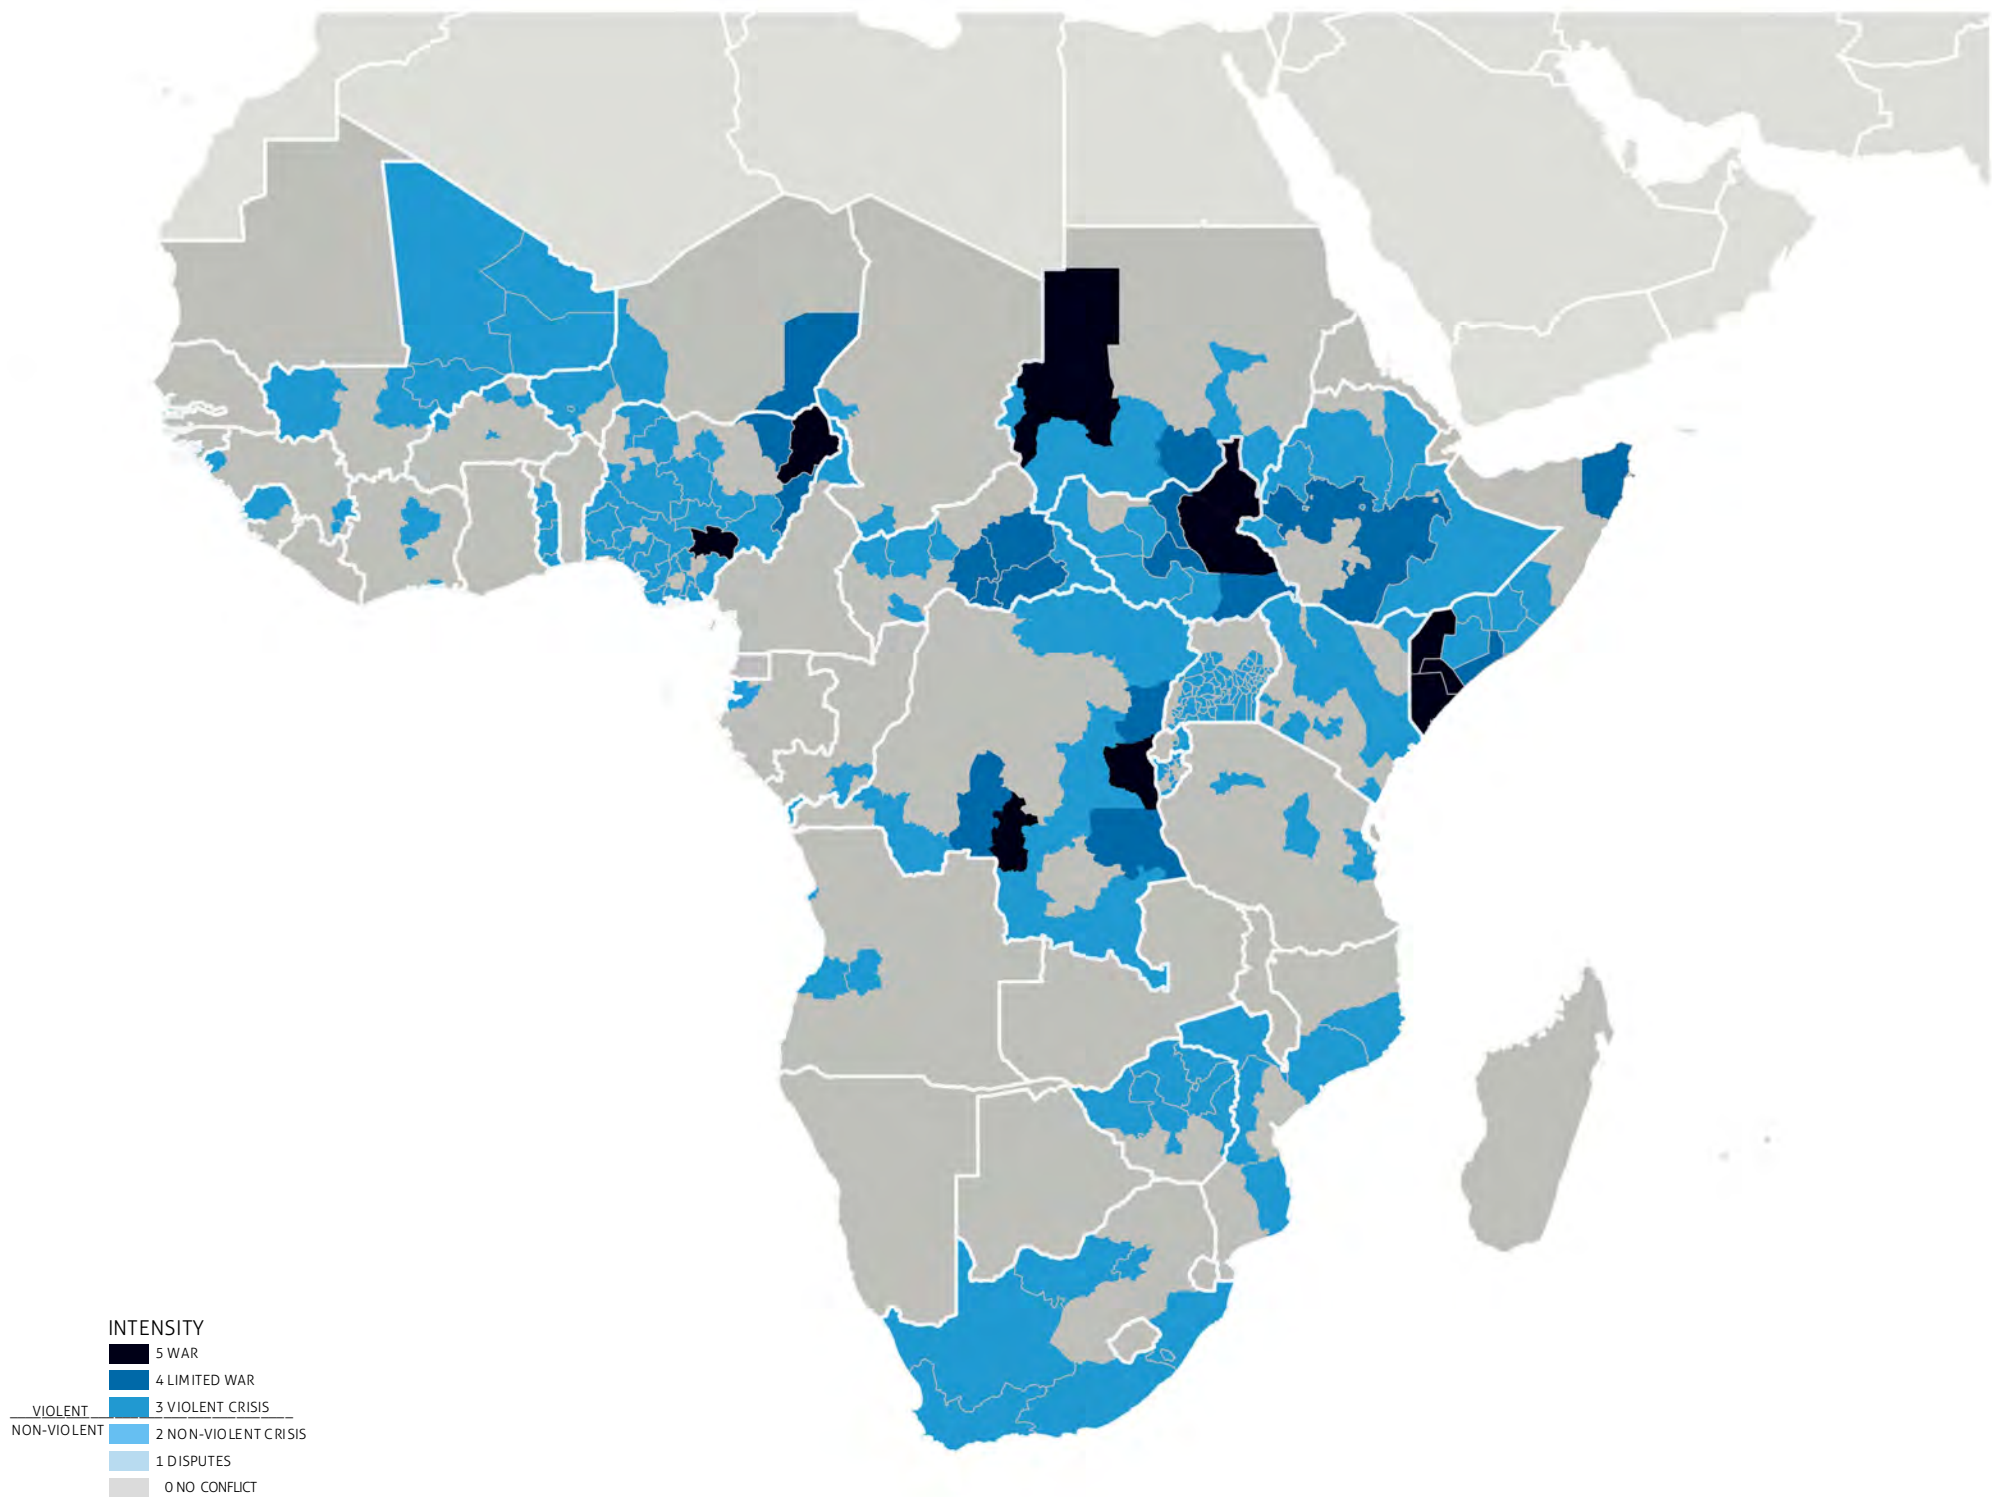 INTENSITY
5 WAR
4 LIMITED WAR
3 VIOLENT CRISIS
VIOLENT
NON-VIOLENT
2 NON-VIOLENT CRISIS
1 DISPUTES
0 NO CONFLICT